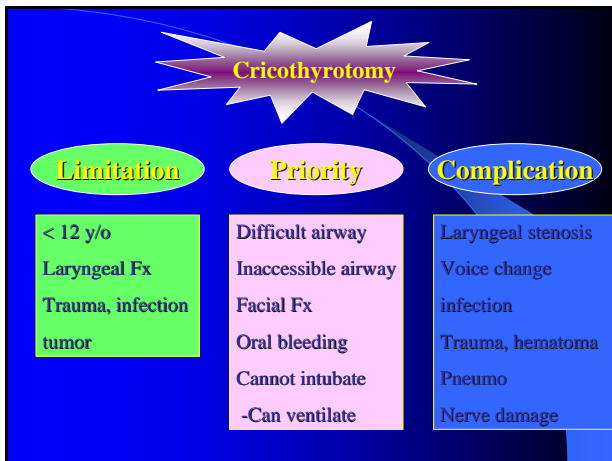 Cricothyrotomy
Limitation
< 12 y/o
Laryngeal Fx
Trauma, infection
tumor
Priority
Difficult airway
Inaccessible airway
Facial Fx
Oral bleeding
Cannot intubate
-Can ventilate
Complication
Laryngeal stenosis
Voice change
infection
Trauma, hematoma
Pneumo
Nerve damage